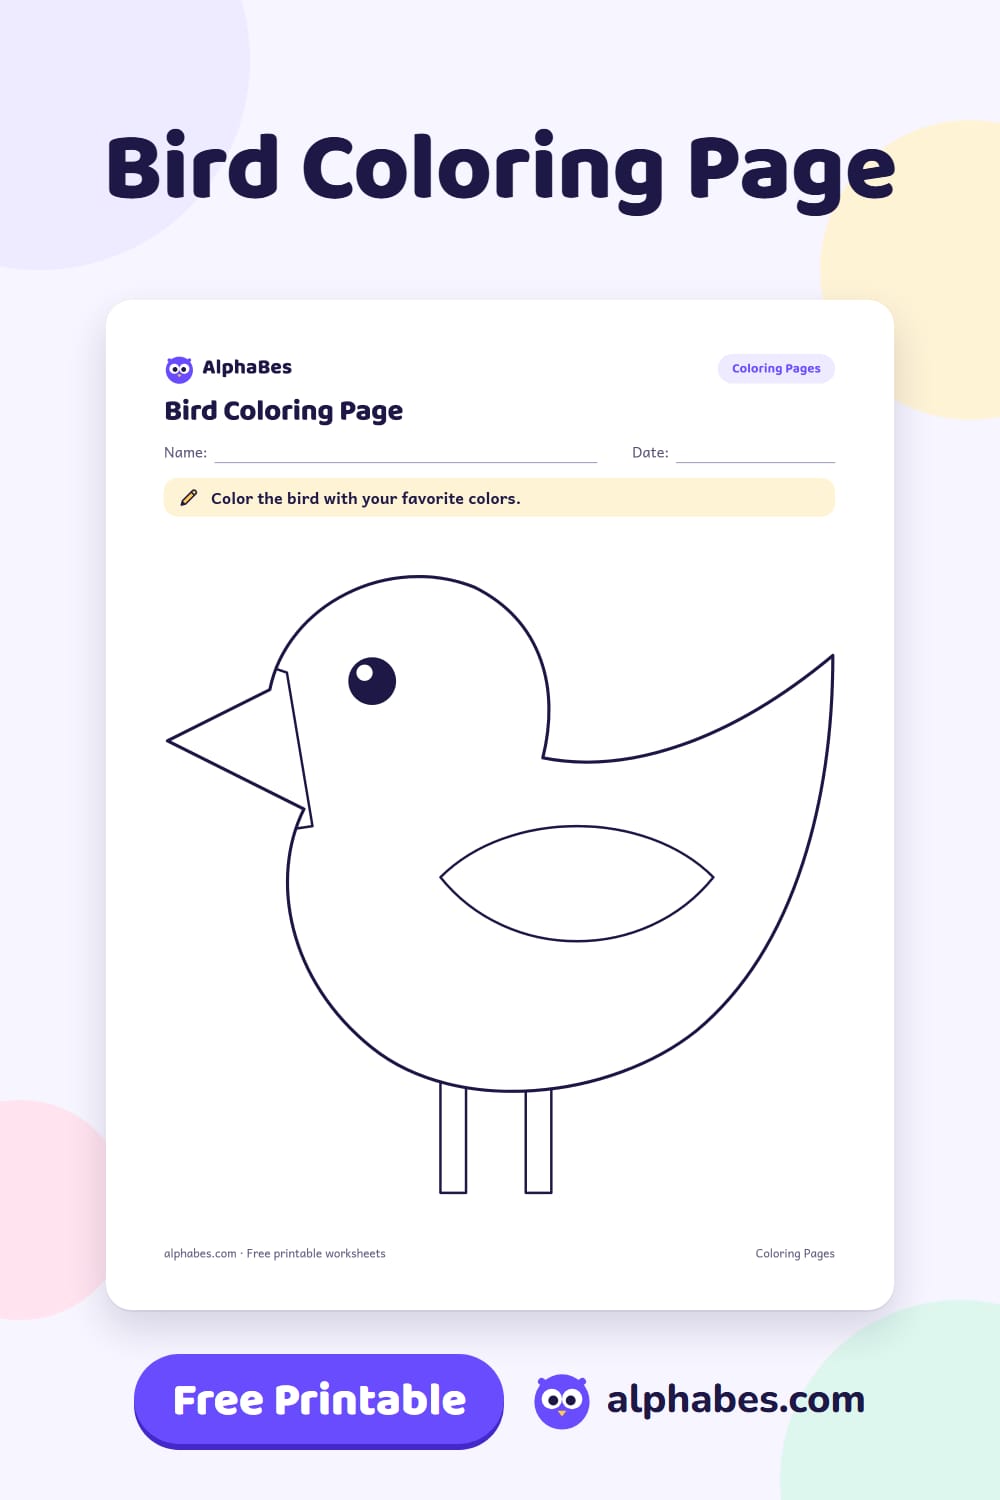 Bird Coloring Page
AlphaBes
Coloring Pages
Bird Coloring Page
Name:
Date:
Color the bird with your favorite colors.
alphabes.com · Free printable worksheets
Coloring Pages
Free Printable
alphabes.com